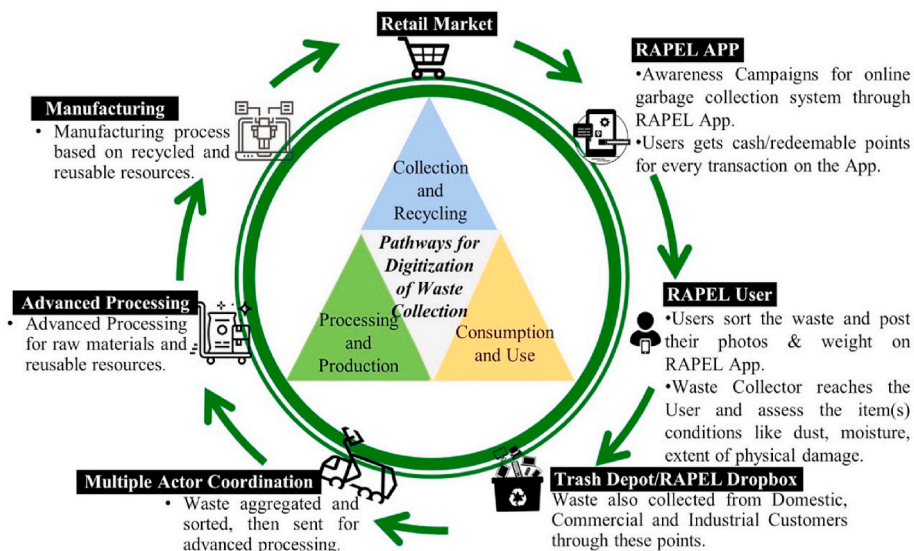 Retail Market
RAPEL APP
•Awareness Campaigns for online
garbage collection system through
RAPEL App.
•Users gets cash/redeemable points
for every transaction on the App.
RAPEL User
•Users sort the waste and post
their photos & weight on
RAPEL App.
•Waste Collector reaches the
User and assess the item(s)
conditions like dust, moisture,
extent of physical damage.
Trash Depot/RAPEL Dropbox
Waste also collected from Domestic,
Commercial and Industrial Customers
through these points.
Multiple Actor Coordination
• Waste aggregated and
sorted, then sent for
advanced processing.
Advanced Processing
• Advanced Processing
for raw materials and
reusable resources.
Manufacturing
• Manufacturing process
based on recycled and
reusable resources.
Collection
and
Recycling
Pathways for
Digitization
of Waste
Collection
Processing
and
Production
Consumption
and Use